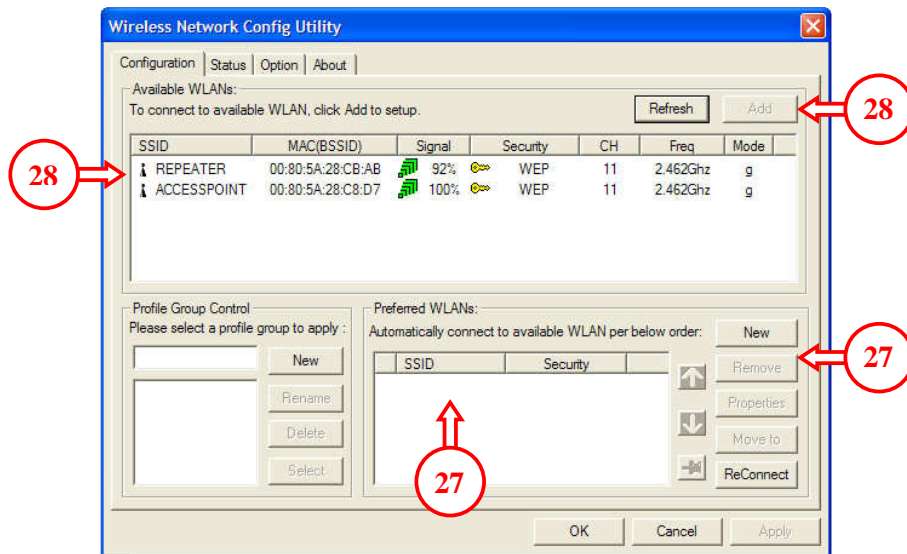 Wireless Network Config Utility
Configuration Status Option About
Available WLANs:
To connect to available WLAN, click Add to setup.
Refresh Add
28
SSID MAC(BSSID) Signal Security CH Freq Mode
REPEATER 00:80:5A:28:CB:AB 92% WEP 11 2.462Ghz g
28
ACCESSPOINT 00:80:5A:28:C8:D7 100% WEP 11 2.462Ghz g
Profile Group Control
Please select a profile group to apply :
New
Rename
Delete
Select
Preferred WLANs:
Automatically connect to available WLAN per below order:
SSID Security
New
Remove
27
Properties
Move to
ReConnect
27
OK Cancel Apply